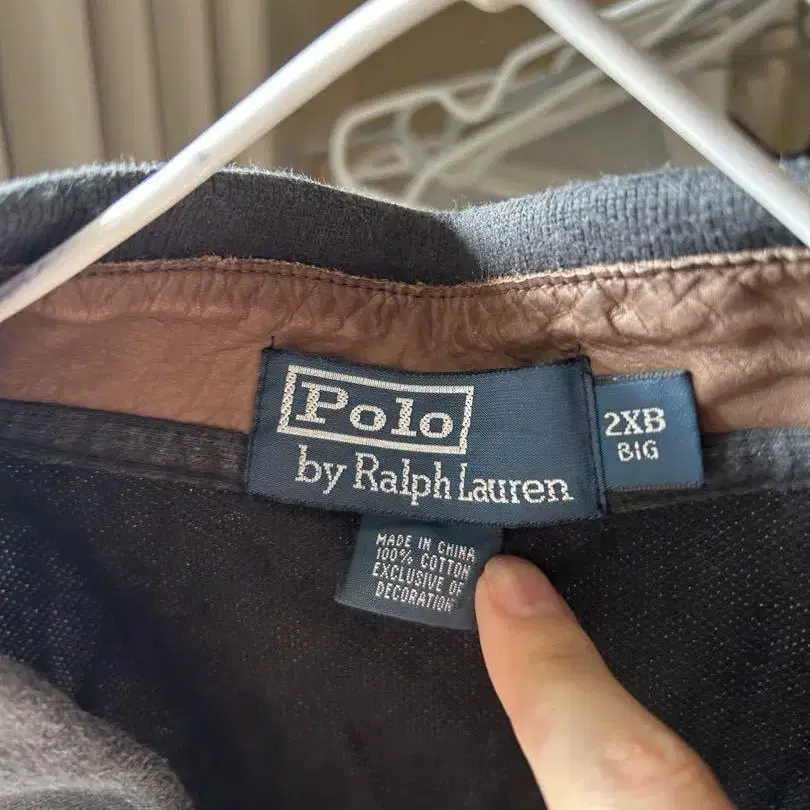 Polo
by Ralph Lauren
2XB
BIG
MADE IN CHINA
100% COTTON
EXCLUSIVE OF
DECORATION